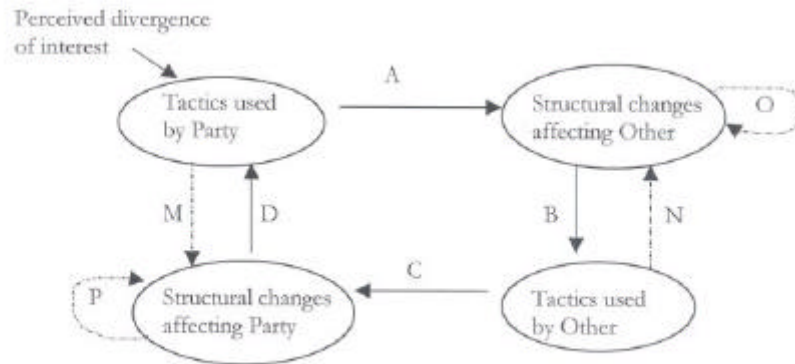 Perceived divergence
of interest
A
Tactics used
by Party
Structural changes
affecting Other
O
M
D
B
N
C
P
Structural changes
affecting Party
Tactics used
by Other